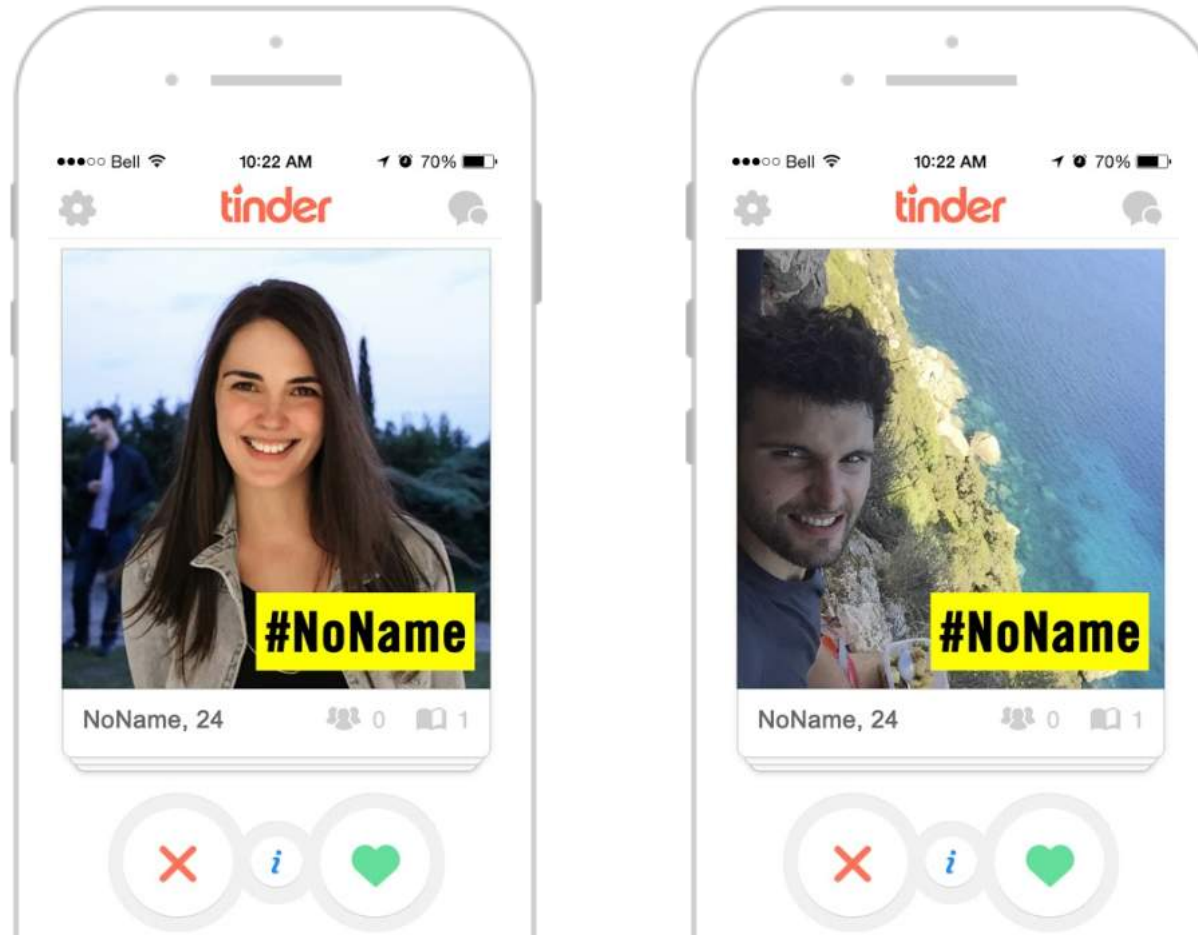 Bell 10:22 AM 70%
tinder
#NoName
NoName, 24 0 1
i
Bell 10:22 AM 70%
tinder
#NoName
NoName, 24 0 1
i